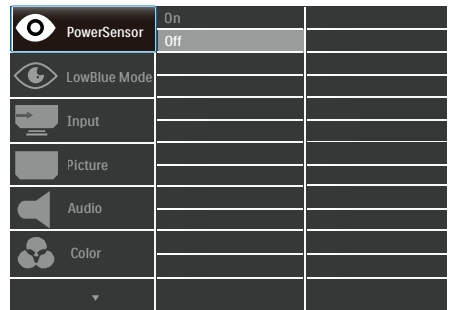 PowerSensor
On
Off
LowBlue Mode
Input
Picture
Audio
Color